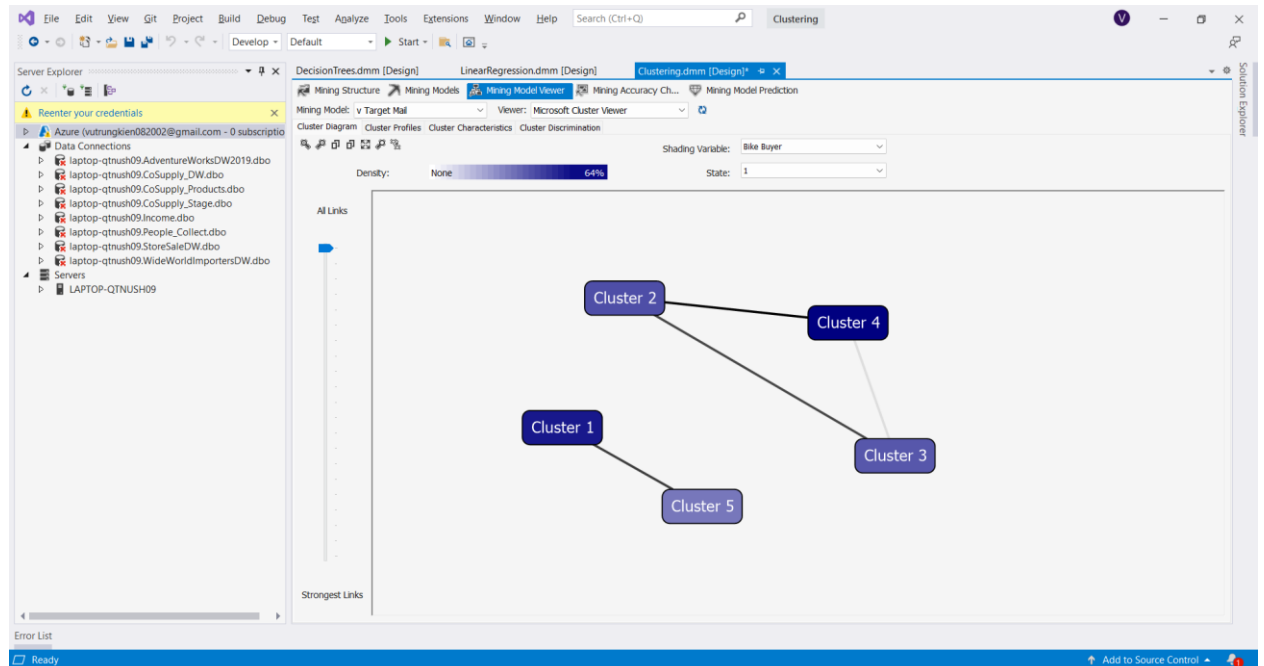 File Edit View Git Project Build Debug Test Analyze Tools Extensions Window Help Search (Ctrl+Q) Clustering V
Develop Default Start
Server Explorer
DecisionTrees.dmm [Design] LinearRegression.dmm [Design] Clustering.dmm [Design]*
Solution Explorer
Mining Structure Mining Models Mining Model Viewer Mining Accuracy Ch... Mining Model Prediction
Reenter your credentials
Mining Model: v Target Mail Viewer: Microsoft Cluster Viewer
Azure (vutrungkien082002@gmail.com - 0 subscriptio
Cluster Diagram Cluster Profiles Cluster Characteristics Cluster Discrimination
Data Connections
laptop-qtnush09.AdventureWorksDW2019.dbo
laptop-qtnush09.CoSupply_DW.dbo
laptop-qtnush09.CoSupply_Products.dbo
laptop-qtnush09.CoSupply_Stage.dbo
laptop-qtnush09.Income.dbo
laptop-qtnush09.People_Collect.dbo
laptop-qtnush09.StoreSaleDW.dbo
laptop-qtnush09.WideWorldImportersDW.dbo
Servers
LAPTOP-QTNUSH09
Shading Variable: Bike Buyer
Density: None 64% State: 1
All Links
Cluster 2
Cluster 4
Cluster 1
Cluster 3
Cluster 5
Strongest Links
Error List
Ready Add to Source Control 1